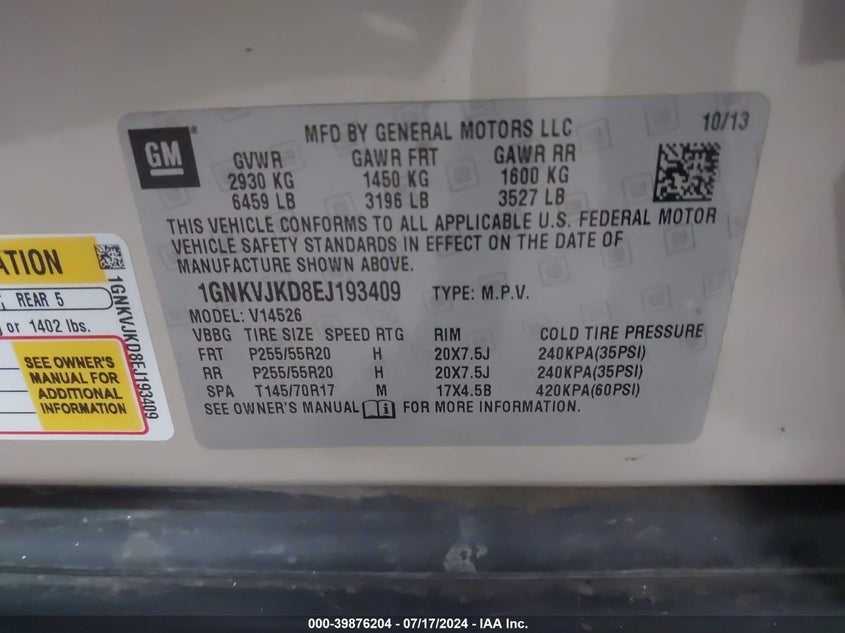 GM
MFD BY GENERAL MOTORS LLC 10/13
GVWR GAWR FRT GAWR RR
2930 KG 1450 KG 1600 KG
6459 LB 3196 LB 3527 LB
THIS VEHICLE CONFORMS TO ALL APPLICABLE U.S. FEDERAL MOTOR
VEHICLE SAFETY STANDARDS IN EFFECT ON THE DATE OF
MANUFACTURE SHOWN ABOVE.
1GNKVJKD8EJ193409 TYPE: M.P.V.
MODEL: V14526
VBBG TIRE SIZE SPEED RTG RIM COLD TIRE PRESSURE
FRT P255/55R20 H 20X7.5J 240KPA(35PSI)
RR P255/55R20 H 20X7.5J 240KPA(35PSI)
SPA T145/70R17 M 17X4.5B 420KPA(60PSI)
SEE OWNER'S MANUAL FOR MORE INFORMATION.
ATION
REAR 5
or 1402 lbs.
SEE OWNER'S
MANUAL FOR
ADDITIONAL
INFORMATION
1GNKVJKD8EJ193409
000-39876204 - 07/17/2024 - IAA Inc.